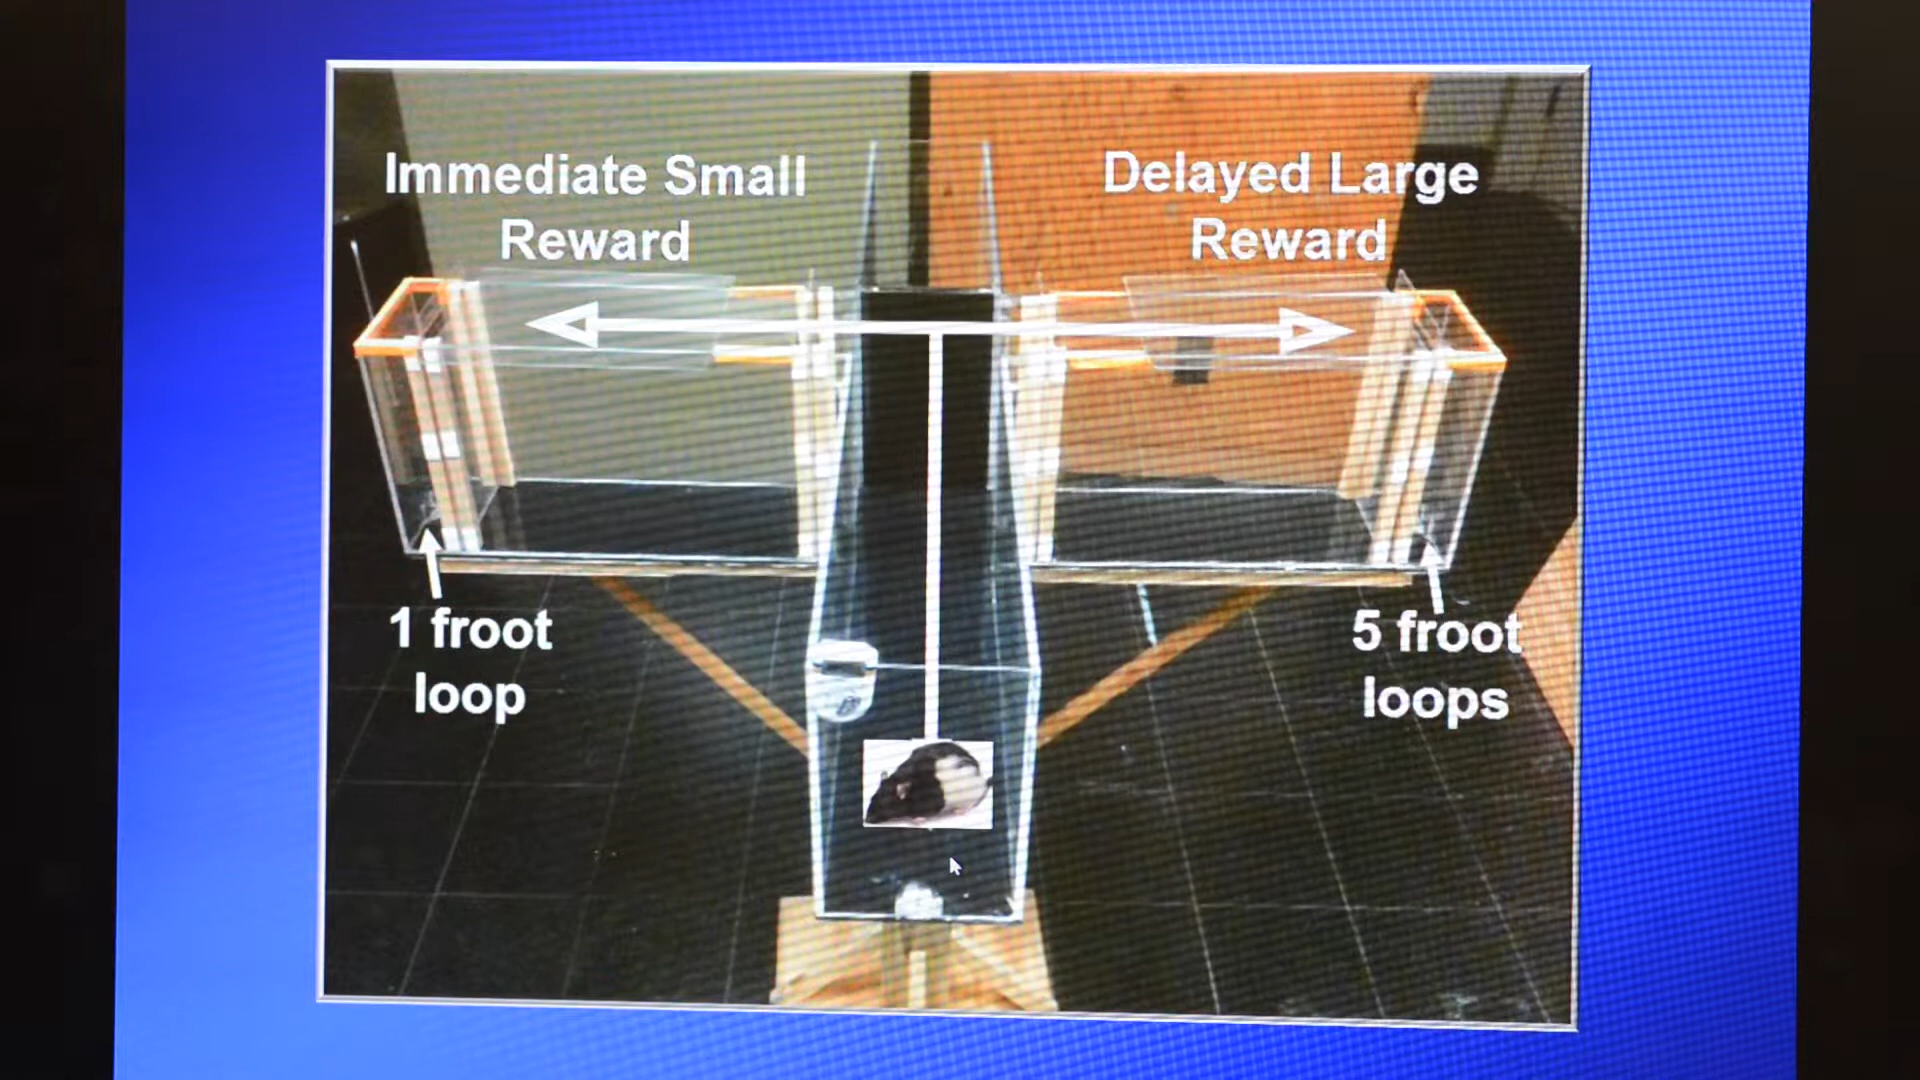 Immediate Small
Reward
Delayed Large
Reward
1 froot
loop
5 froot
loops